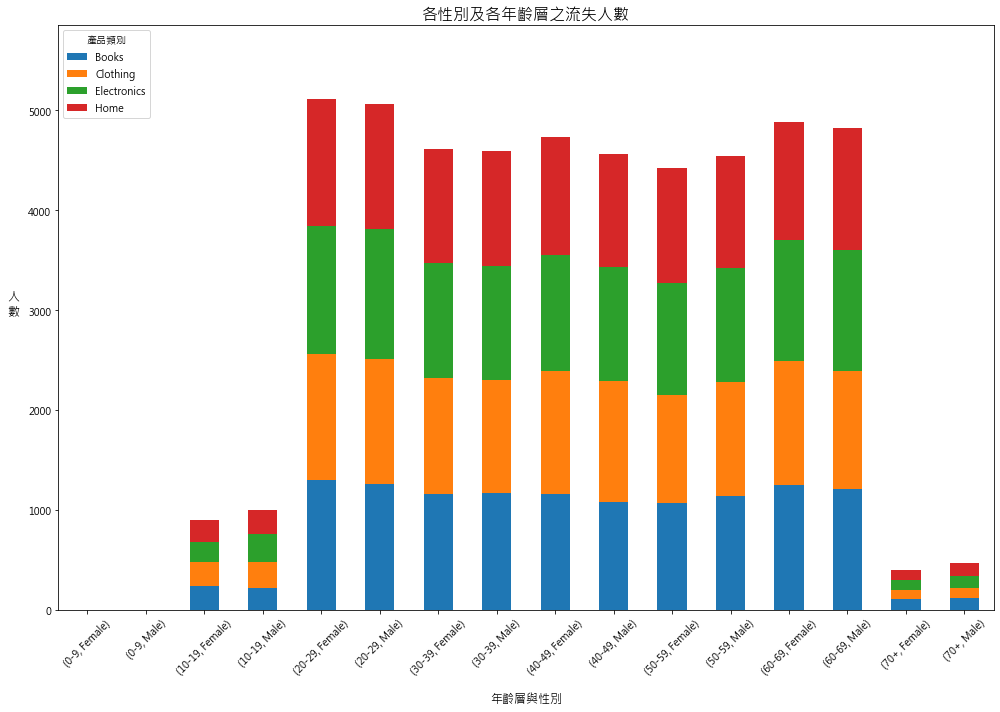 各性別及各年齡層之流失人數
產品類別
Books
Clothing
Electronics
Home
人
數
5000
4000
3000
2000
1000
0
(0-9, Female)
(0-9, Male)
(10-19, Female)
(10-19, Male)
(20-29, Female)
(20-29, Male)
(30-39, Female)
(30-39, Male)
(40-49, Female)
(40-49, Male)
(50-59, Female)
(50-59, Male)
(60-69, Female)
(60-69, Male)
(70+, Female)
(70+, Male)
年齡層與性別